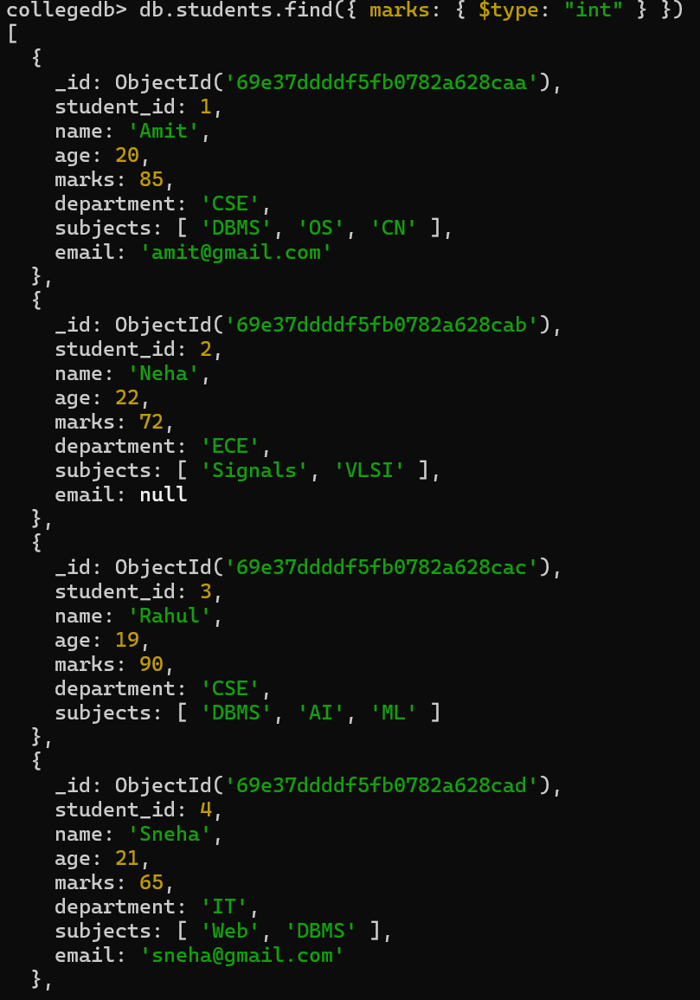 collegedb> db.students.find({ marks: { $type: "int" } })
[
  {
    _id: ObjectId('69e37ddddf5fb0782a628caa'),
    student_id: 1,
    name: 'Amit',
    age: 20,
    marks: 85,
    department: 'CSE',
    subjects: [ 'DBMS', 'OS', 'CN' ],
    email: 'amit@gmail.com'
  },
  {
    _id: ObjectId('69e37ddddf5fb0782a628cab'),
    student_id: 2,
    name: 'Neha',
    age: 22,
    marks: 72,
    department: 'ECE',
    subjects: [ 'Signals', 'VLSI' ],
    email: null
  },
  {
    _id: ObjectId('69e37ddddf5fb0782a628cac'),
    student_id: 3,
    name: 'Rahul',
    age: 19,
    marks: 90,
    department: 'CSE',
    subjects: [ 'DBMS', 'AI', 'ML' ]
  },
  {
    _id: ObjectId('69e37ddddf5fb0782a628cad'),
    student_id: 4,
    name: 'Sneha',
    age: 21,
    marks: 65,
    department: 'IT',
    subjects: [ 'Web', 'DBMS' ],
    email: 'sneha@gmail.com'
  },